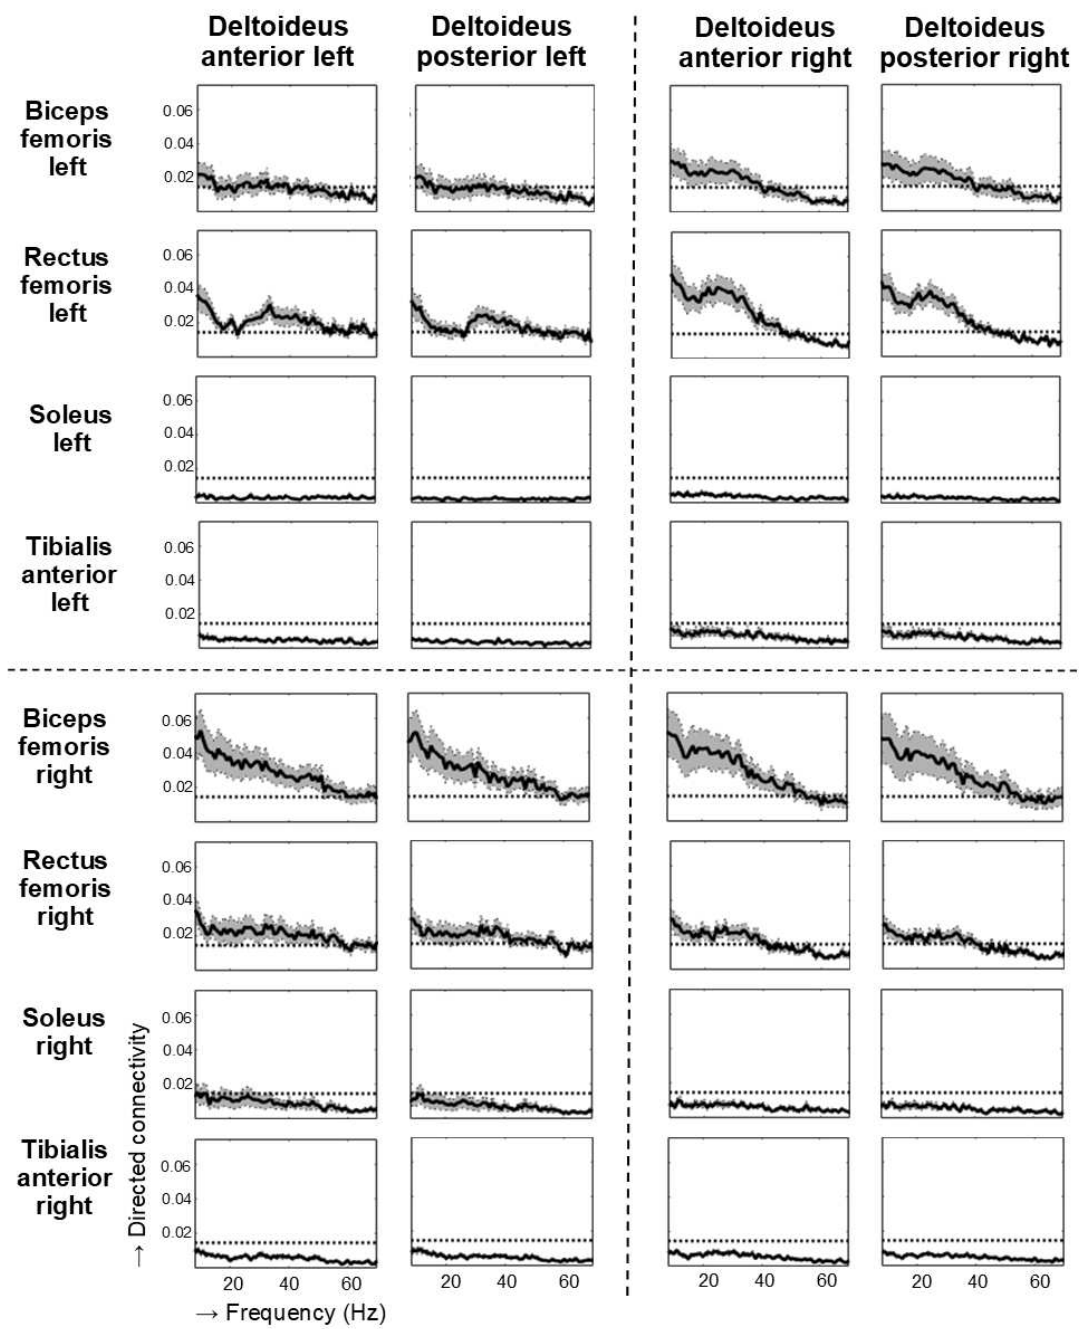 Deltoideus
anterior left
Deltoideus
posterior left
Deltoideus
anterior right
Deltoideus
posterior right
Biceps
femoris
left
0.06
0.04
0.02
Rectus
femoris
left
0.06
0.04
0.02
Soleus
left
0.06
0.04
0.02
Tibialis
anterior
left
0.06
0.04
0.02
Biceps
femoris
right
0.06
0.04
0.02
Rectus
femoris
right
0.06
0.04
0.02
Soleus
right
0.06
0.04
0.02
Tibialis
anterior
right
0.06
0.04
0.02
→ Directed connectivity
20 40 60
20 40 60
20 40 60
20 40 60
→ Frequency (Hz)